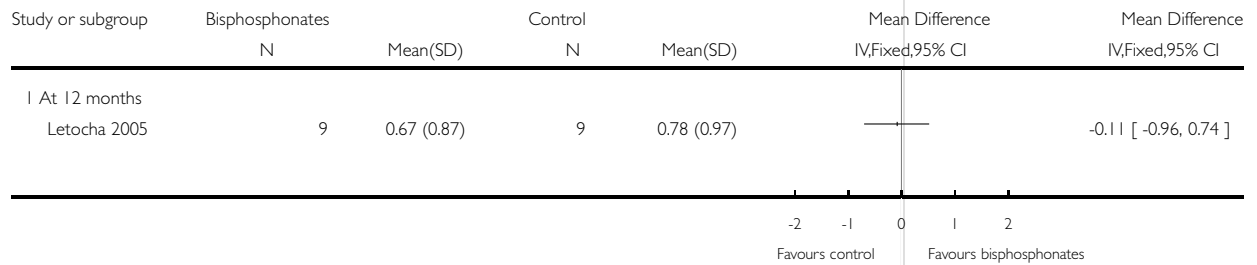 Study or subgroup Bisphosphonates Control Mean Difference Mean Difference
N Mean(SD) N Mean(SD) IV,Fixed,95% CI IV,Fixed,95% CI
1 At 12 months
Letocha 2005 9 0.67 (0.87) 9 0.78 (0.97) -0.11 [ -0.96, 0.74 ]
-2 -1 0 1 2
Favours control Favours bisphosphonates